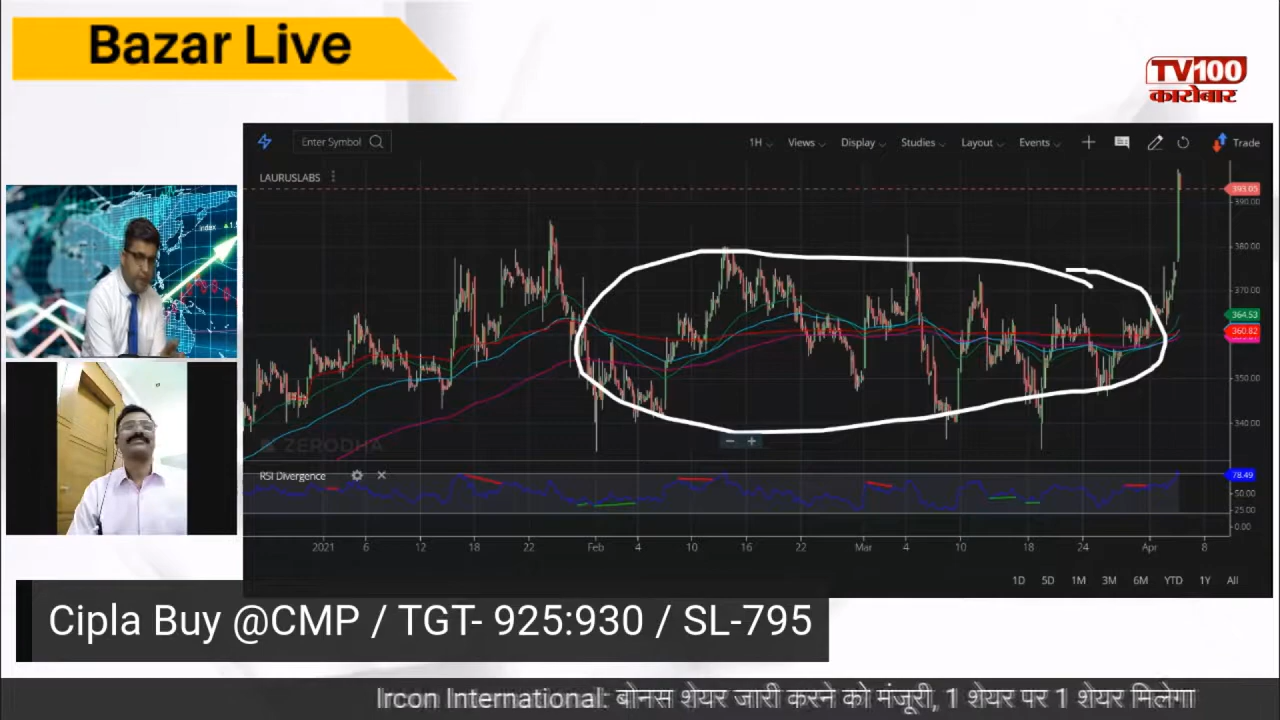 Bazar Live
TV100
कारोबार
Enter Symbol
1H
Views
Display
Studies
Layout
Events
Trade
LAURUSLABS
393.05
390.00
380.00
370.00
364.53
360.82
350.00
340.00
ZERODHA
RSI Divergence
78.49
50.00
25.00
0.00
2021 6 12 18 22 Feb 4 10 16 22 Mar 4 10 18 24 Apr 8
1D 5D 1M 3M 6M YTD 1Y All
Cipla Buy @CMP / TGT- 925:930 / SL-795
Ircon International: बोनस शेयर जारी करने को मंजूरी, 1 शेयर पर 1 शेयर मिलेगा